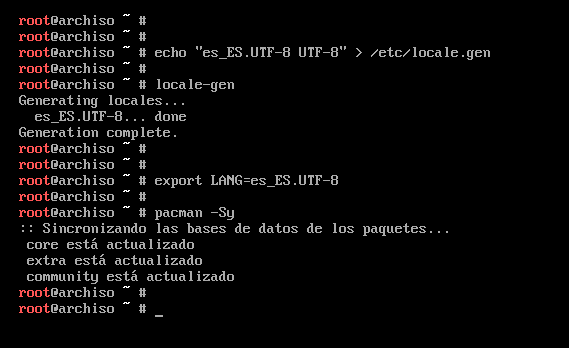 root@archiso ~ #
root@archiso ~ #
root@archiso ~ # echo "es_ES.UTF-8 UTF-8" > /etc/locale.gen
root@archiso ~ #
root@archiso ~ # locale-gen
Generating locales...
  es_ES.UTF-8... done
Generation complete.
root@archiso ~ #
root@archiso ~ #
root@archiso ~ # export LANG=es_ES.UTF-8
root@archiso ~ #
root@archiso ~ # pacman -Sy
:: Sincronizando las bases de datos de los paquetes...
 core está actualizado
 extra está actualizado
 community está actualizado
root@archiso ~ #
root@archiso ~ # _